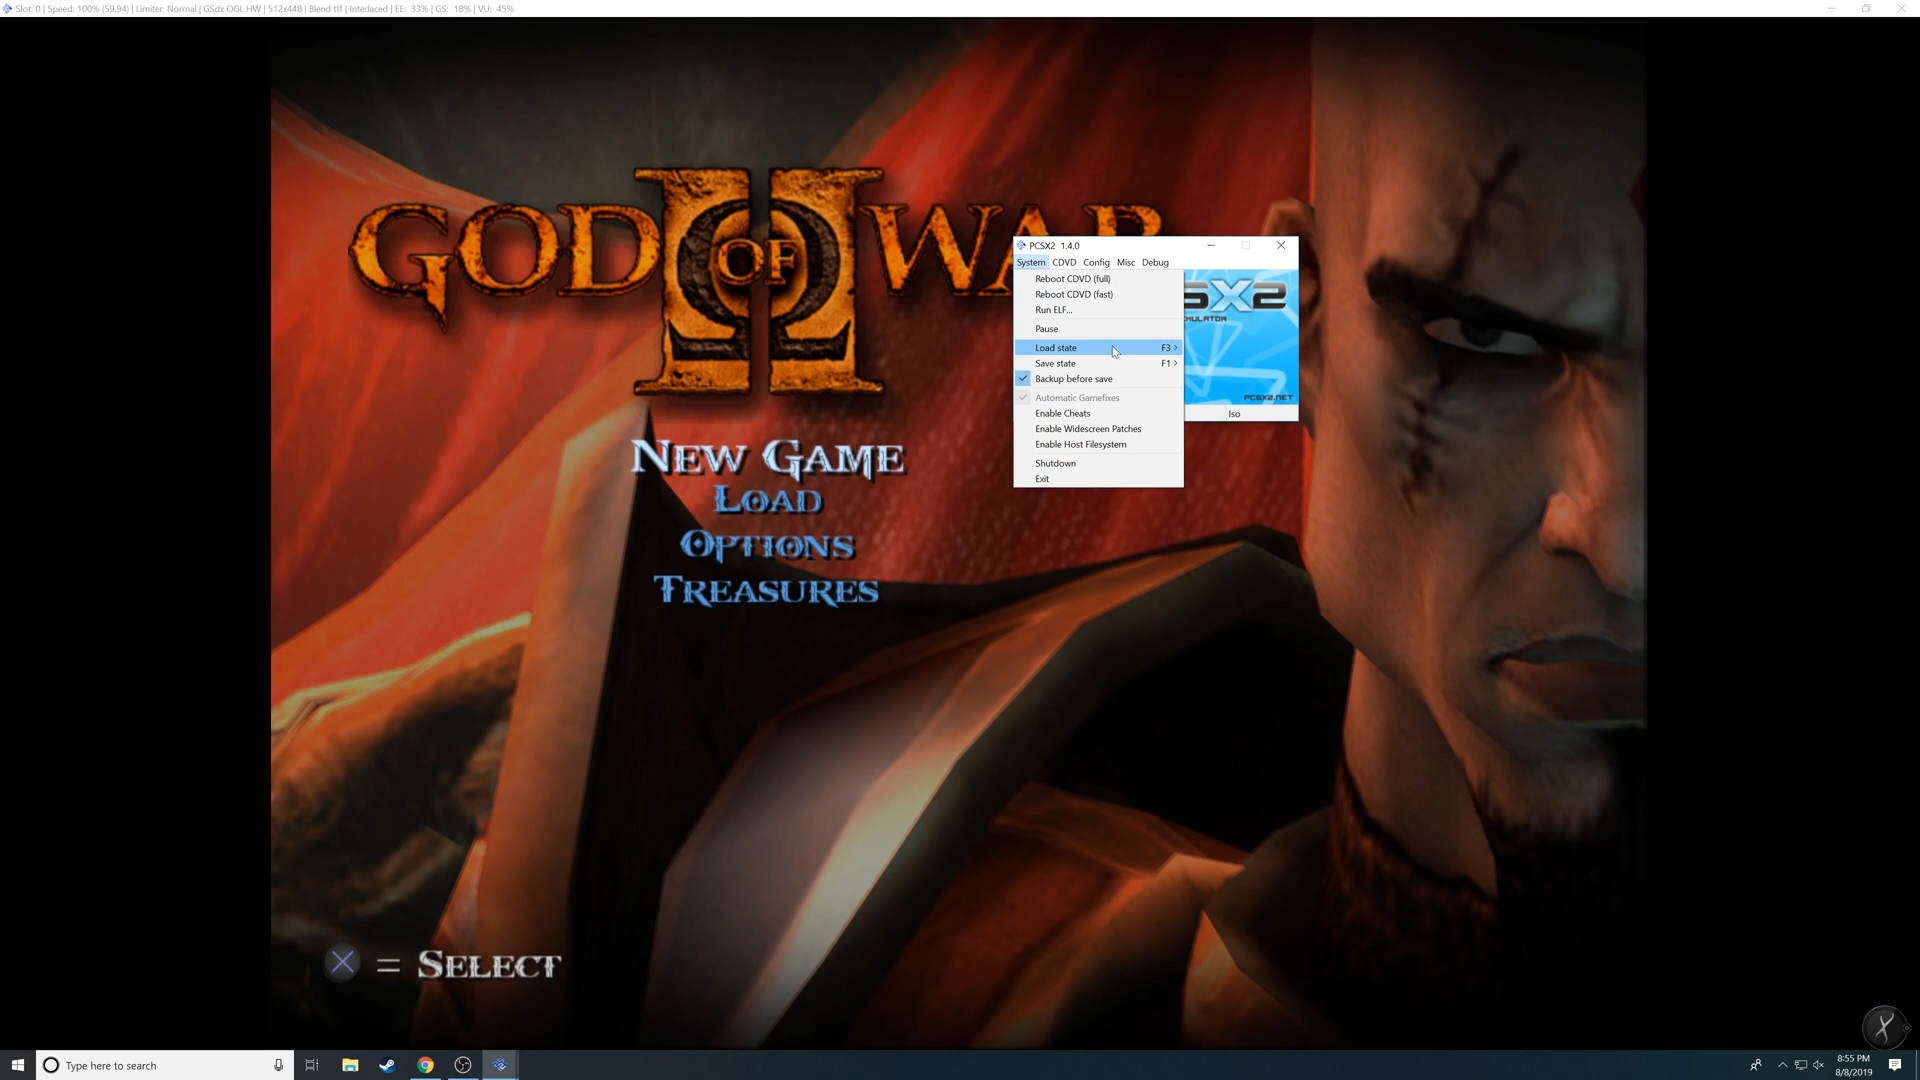 Slot: 0 | Speed: 100% (59.94) | Limiter: Normal | GSdx OGL HW | 512x448 | Blend tff | Interlaced | EE: 33% | GS: 18% | VU: 45%
GOD OF WAR
II
PCSX2 1.4.0
System CDVD Config Misc Debug
Reboot CDVD (full)
Reboot CDVD (fast)
Run ELF...
Pause
Load state F3 >
Save state F1 >
Backup before save
Automatic Gamefixes
Enable Cheats
Enable Widescreen Patches
Enable Host Filesystem
Shutdown
Exit
PCSX2.NET
Iso
NEW GAME
LOAD
OPTIONS
TREASURES
= SELECT
Type here to search
8:55 PM
8/8/2019